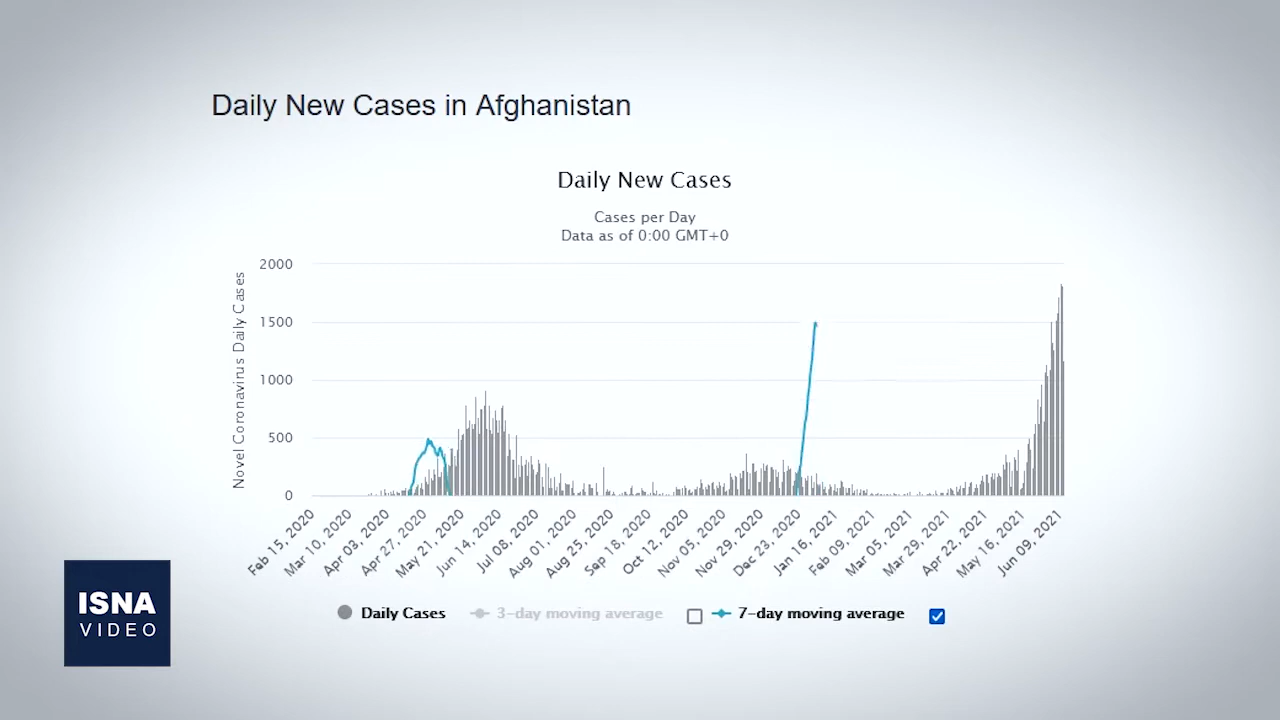 Daily New Cases in Afghanistan
Daily New Cases
Cases per Day
Data as of 0:00 GMT+0
Novel Coronavirus Daily Cases
2000
1500
1000
500
0
Feb 15, 2020
Mar 10, 2020
Apr 03, 2020
Apr 27, 2020
May 21, 2020
Jun 14, 2020
Jul 08, 2020
Aug 01, 2020
Aug 25, 2020
Sep 18, 2020
Oct 12, 2020
Nov 05, 2020
Nov 29, 2020
Dec 23, 2020
Jan 16, 2021
Feb 09, 2021
Mar 05, 2021
Mar 29, 2021
Apr 22, 2021
May 16, 2021
Jun 09, 2021
Daily Cases 3-day moving average 7-day moving average
ISNA
VIDEO